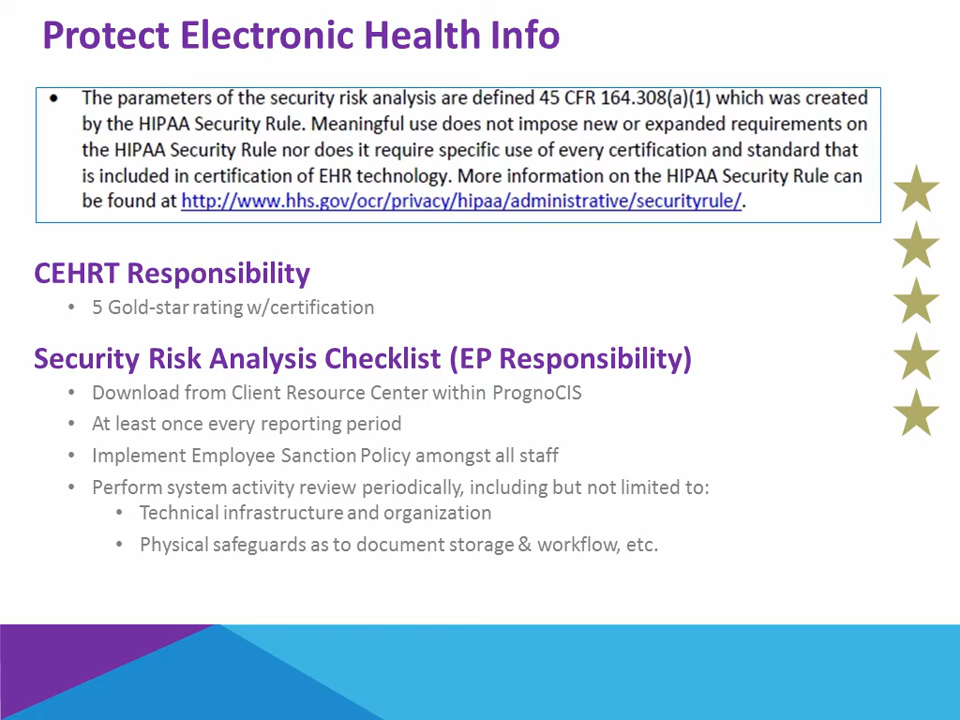 Protect Electronic Health Info
• The parameters of the security risk analysis are defined 45 CFR 164.308(a)(1) which was created
by the HIPAA Security Rule. Meaningful use does not impose new or expanded requirements on
the HIPAA Security Rule nor does it require specific use of every certification and standard that
is included in certification of EHR technology. More information on the HIPAA Security Rule can
be found at http://www.hhs.gov/ocr/privacy/hipaa/administrative/securityrule/.
CEHRT Responsibility
• 5 Gold-star rating w/certification
Security Risk Analysis Checklist (EP Responsibility)
• Download from Client Resource Center within PrognoCIS
• At least once every reporting period
• Implement Employee Sanction Policy amongst all staff
• Perform system activity review periodically, including but not limited to:
• Technical infrastructure and organization
• Physical safeguards as to document storage & workflow, etc.